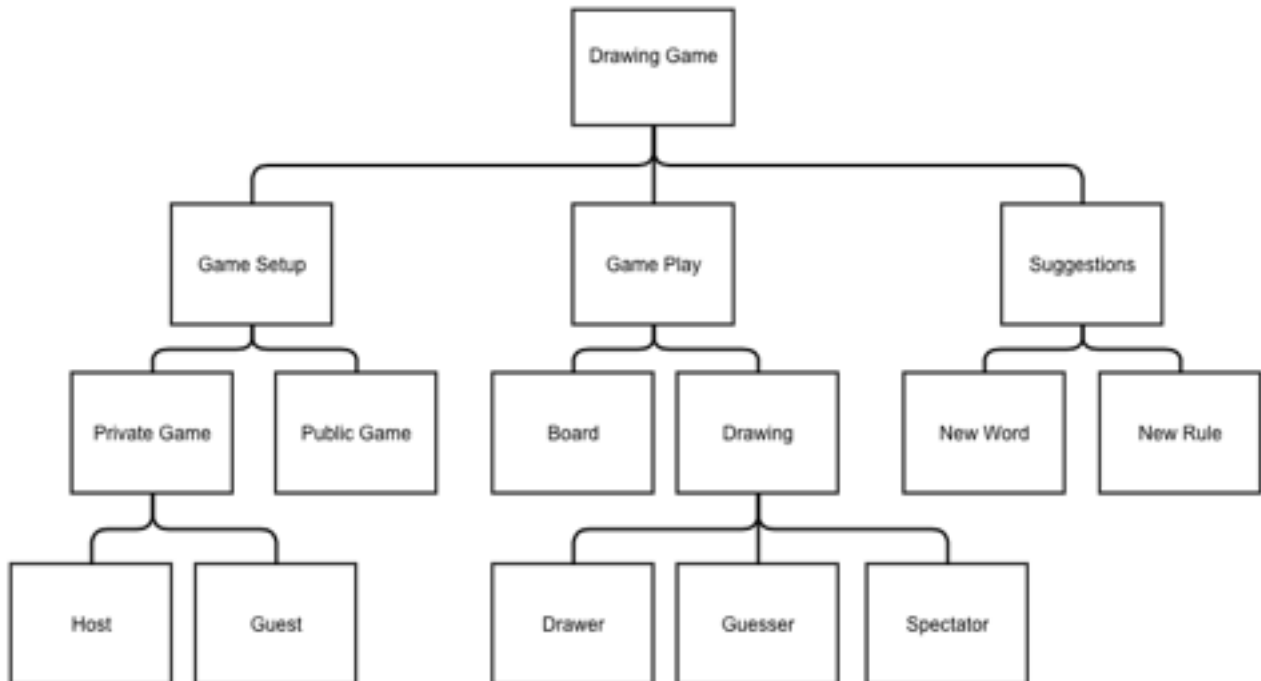 Drawing Game
Game Setup
Game Play
Suggestions
Private Game
Public Game
Board
Drawing
New Word
New Rule
Host
Guest
Drawer
Guesser
Spectator